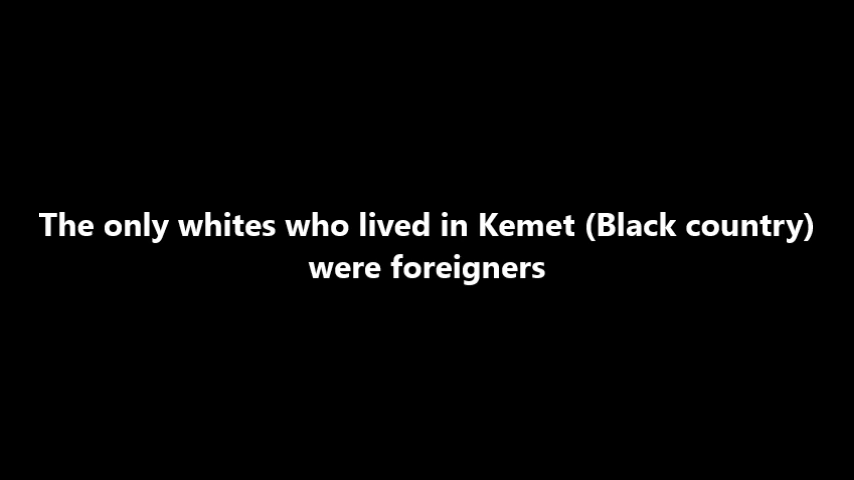 The only whites who lived in Kemet (Black country)
were foreigners